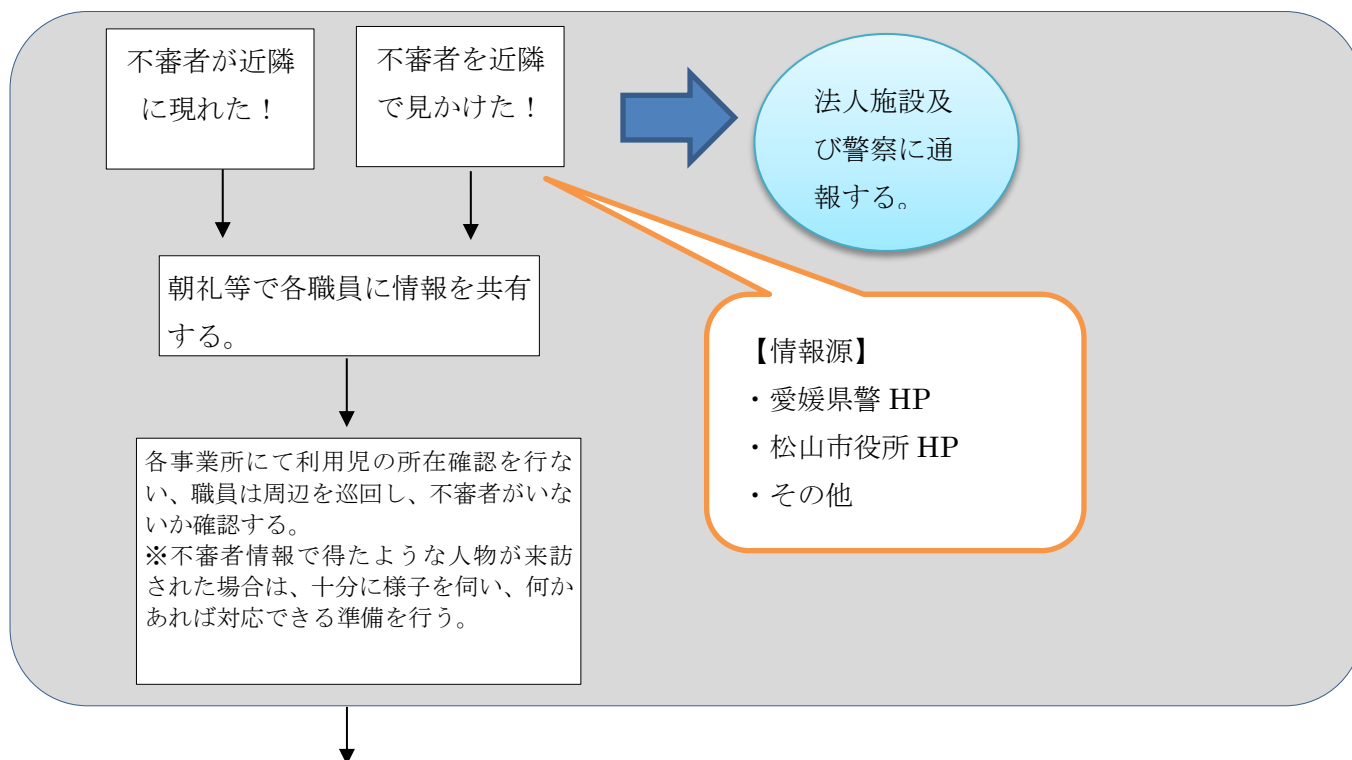 不審者が近隣
に現れた！
不審者を近隣
で見かけた！
法人施設及
び警察に通
報する。
朝礼等で各職員に情報を共有
する。
【情報源】
・愛媛県警 HP
・松山市役所 HP
・その他
各事業所にて利用児の所在確認を行な
い、職員は周辺を巡回し、不審者がいな
いか確認する。
※不審者情報で得たような人物が来訪
された場合は、十分に様子を伺い、何か
あれば対応できる準備を行う。